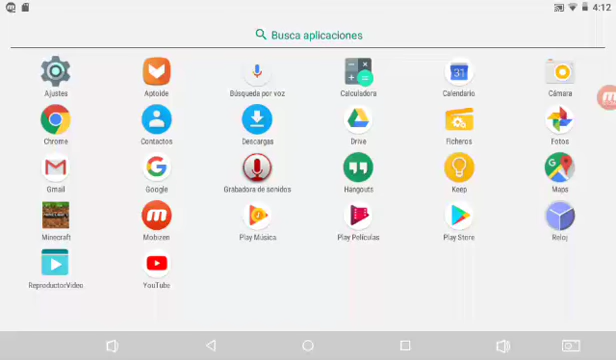 4:12
Busca aplicaciones
Ajustes Aptoide Búsqueda por voz Calculadora Calendario Cámara
Chrome Contactos Descargas Drive Ficheros Fotos
Gmail Google Grabadora de sonidos Hangouts Keep Maps
Minecraft Mobizen Play Música Play Películas Play Store Reloj
ReproductorVideo YouTube